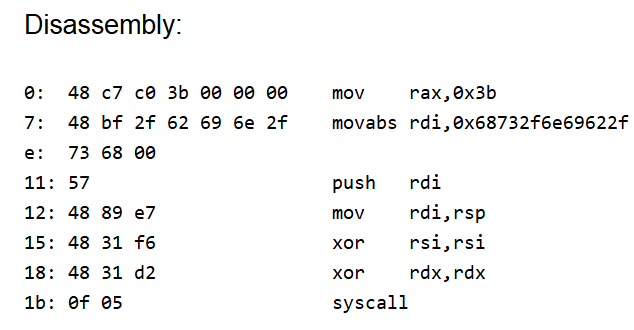 Disassembly:
0: 48 c7 c0 3b 00 00 00 mov rax,0x3b
7: 48 bf 2f 62 69 6e 2f movabs rdi,0x68732f6e69622f
e: 73 68 00
11: 57 push rdi
12: 48 89 e7 mov rdi,rsp
15: 48 31 f6 xor rsi,rsi
18: 48 31 d2 xor rdx,rdx
1b: 0f 05 syscall